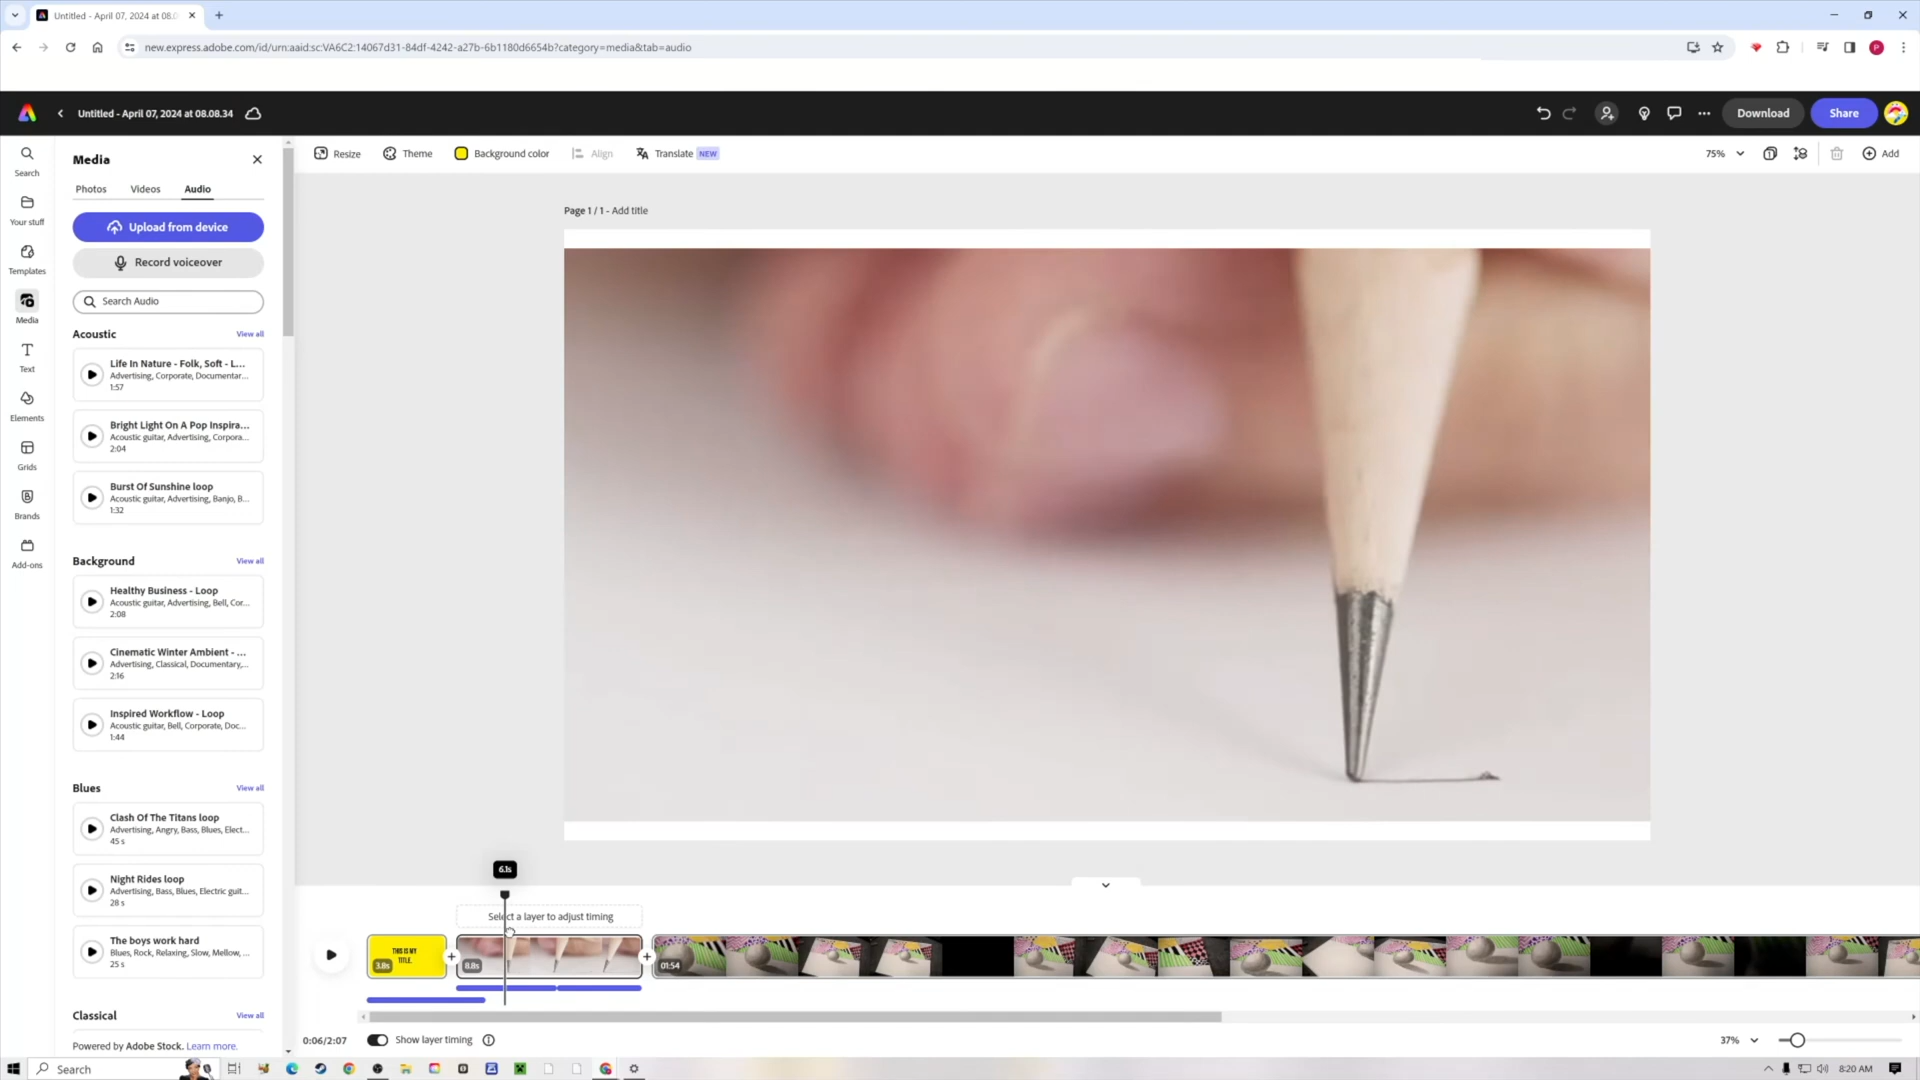 Untitled - April 07, 2024 at 08.0
new.express.adobe.com/id/urn:aaid:sc:VA6C2:14067d31-84df-4242-a27b-6b1180d6654b?category=media&tab=audio
P
Untitled - April 07, 2024 at 08.08.34
Download
Share
Search
Your stuff
Templates
Media
Text
Elements
Grids
Brands
Add-ons
Media
Photos
Videos
Audio
Upload from device
Record voiceover
Search Audio
Acoustic
View all
Life In Nature - Folk, Soft - L...
Advertising, Corporate, Documentar...
1:57
Bright Light On A Pop Inspira...
Acoustic guitar, Advertising, Corpora...
2:04
Burst Of Sunshine loop
Acoustic guitar, Advertising, Banjo, B...
1:32
Background
View all
Healthy Business - Loop
Acoustic guitar, Advertising, Bell, Cor...
2:08
Cinematic Winter Ambient - ...
Advertising, Classical, Documentary,...
2:16
Inspired Workflow - Loop
Acoustic guitar, Bell, Corporate, Doc...
1:44
Blues
View all
Clash Of The Titans loop
Advertising, Angry, Bass, Blues, Elect...
45 s
Night Rides loop
Advertising, Bass, Blues, Electric guit...
28 s
The boys work hard
Blues, Rock, Relaxing, Slow, Mellow, ...
25 s
Classical
View all
Powered by Adobe Stock. Learn more.
Resize
Theme
Background color
Align
Translate NEW
75%
Add
Page 1 / 1 - Add title
6.1s
Select a layer to adjust timing
THIS IS MY
TITLE.
3.8s
8.8s
01:54
0:06/2:07
Show layer timing
37%
Search
8:20 AM